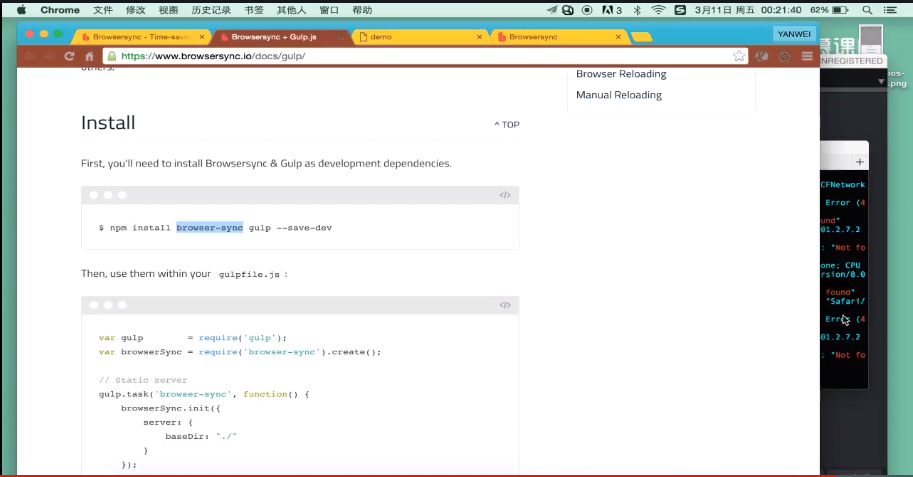 Chrome 文件 修改 视图 历史记录 书签 其他人 窗口 帮助 3 3月11日 周五 00:21:40 62%
Browsersync - Time-savin × Browsersync + Gulp.js demo × Browsersync × YANWEI
https://www.browsersync.io/docs/gulp/
others.
Browser Reloading
Manual Reloading
Install
^ TOP
First, you'll need to install Browsersync & Gulp as development dependencies.
</>
$ npm install browser-sync gulp --save-dev
Then, use them within your gulpfile.js :
</>
var gulp = require('gulp');
var browserSync = require('browser-sync').create();
// Static server
gulp.task('browser-sync', function() {
browserSync.init({
server: {
baseDir: "./"
}
});
慕课
NREGISTERED
ios-
.png
+
CFNetwork
Error (4
und"
01.2.7.2
: "Not fo
one; CPU
rsion/8.0
found"
"Safari/
Error (4
01.2.7.2
: "Not fo